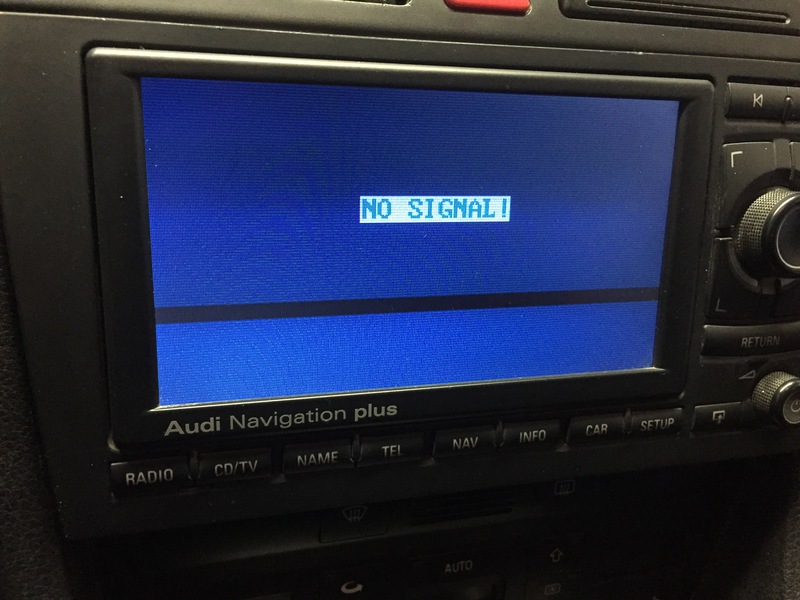 NO SIGNAL!
RETURN
Audi Navigation plus
RADIO
CD/TV
NAME
TEL
NAV
INFO
CAR
SETUP
AUTO